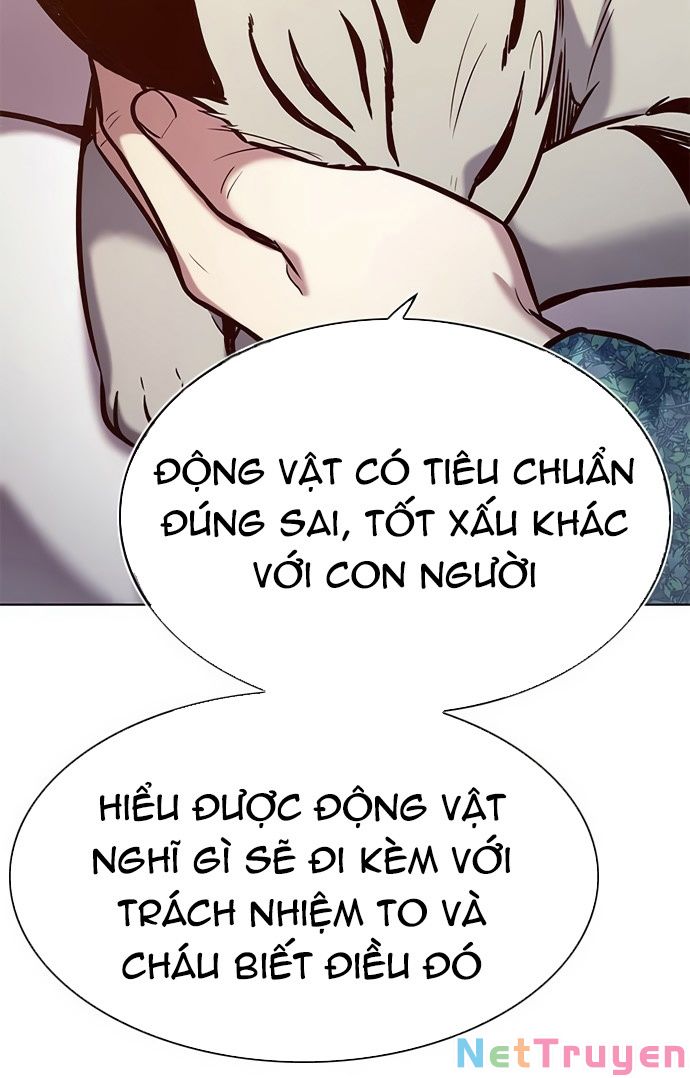 ĐỘNG VẬT CÓ TIÊU CHUẨN
ĐÚNG SAI, TỐT XẤU KHÁC
VỚI CON NGƯỜI
HIỂU ĐƯỢC ĐỘNG VẬT
NGHĨ GÌ SẼ ĐI KÈM VỚI
TRÁCH NHIỆM TO VÀ
CHÁU BIẾT ĐIỀU ĐÓ
NetTruyen